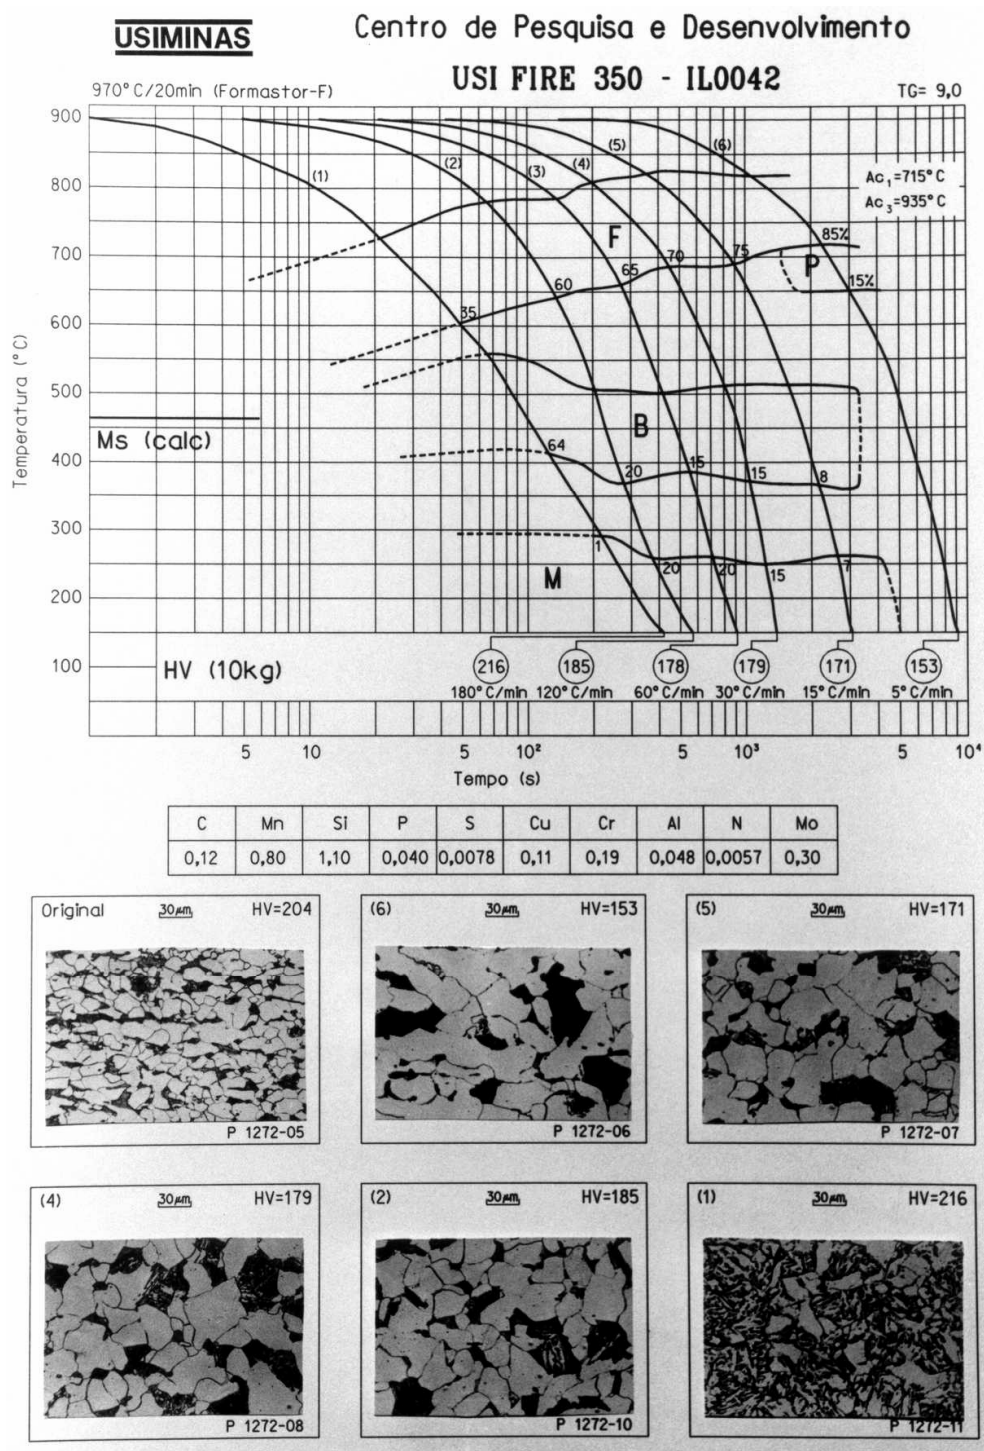 USIMINAS
Centro de Pesquisa e Desenvolvimento
USI FIRE 350 - IL0042
970°C/20min (Formastor-F)
TG= 9,0
900
800
700
600
500
400
300
200
100
Temperatura (°C)
(1)
(2)
(3)
(4)
(5)
(6)
Ac₁=715°C
Ac₃=935°C
F
P
B
M
35
60
65
70
75
85%
15%
64
20
15
15
8
1
20
20
15
7
Ms (calc)
HV (10kg)
216
185
178
179
171
153
180°C/min
120°C/min
60°C/min
30°C/min
15°C/min
5°C/min
5
10
5
10²
5
10³
5
10⁴
Tempo (s)
C Mn Si P S Cu Cr Al N Mo
0,12 0,80 1,10 0,040 0,0078 0,11 0,19 0,048 0,0057 0,30
Original 30µm HV=204
P 1272-05
(6) 30µm HV=153
P 1272-06
(5) 30µm HV=171
P 1272-07
(4) 30µm HV=179
P 1272-08
(2) 30µm HV=185
P 1272-10
(1) 30µm HV=216
P 1272-11